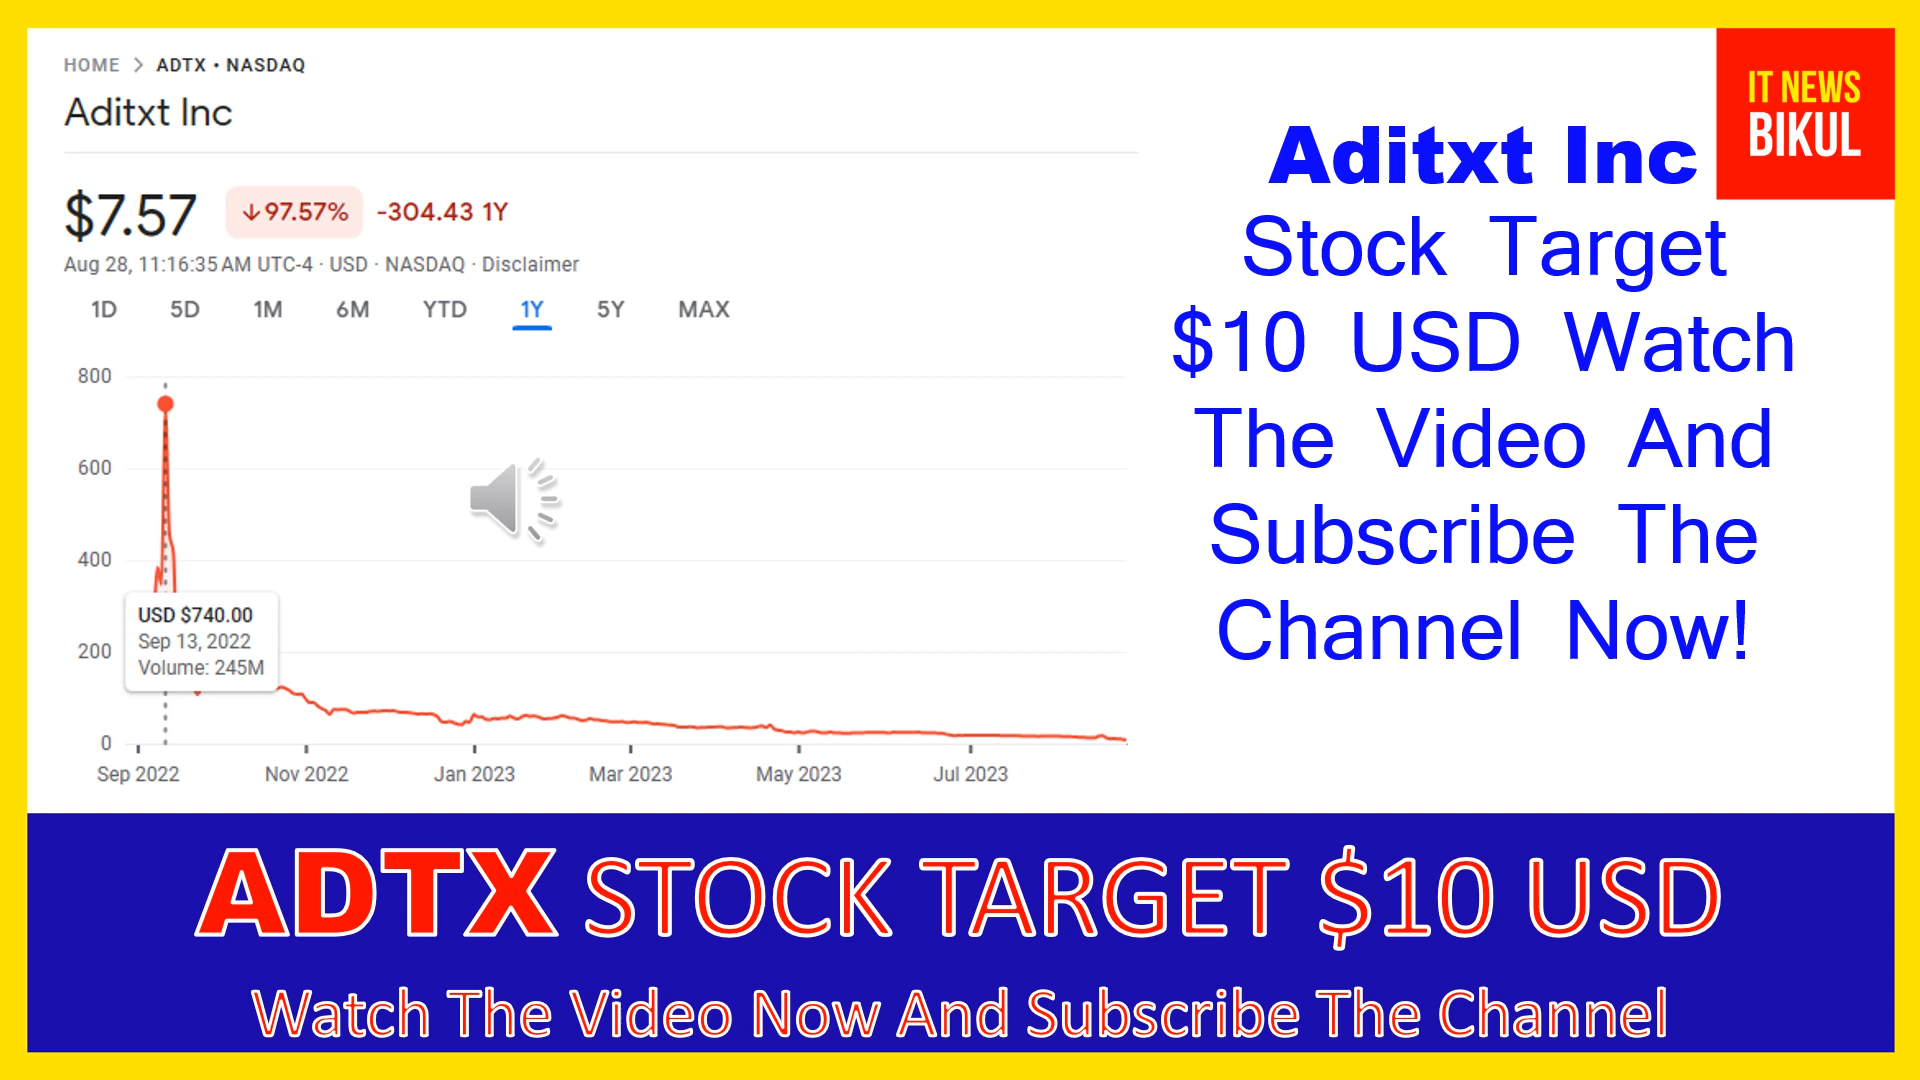 HOME > ADTX • NASDAQ
Aditxt Inc
$7.57 ↓97.57% -304.43 1Y
Aug 28, 11:16:35 AM UTC-4 · USD · NASDAQ · Disclaimer
1D 5D 1M 6M YTD 1Y 5Y MAX
800
600
400
200
0
USD $740.00
Sep 13, 2022
Volume: 245M
Sep 2022 Nov 2022 Jan 2023 Mar 2023 May 2023 Jul 2023
IT NEWS
BIKUL
Aditxt Inc
Stock Target
$10 USD Watch
The Video And
Subscribe The
Channel Now!
ADTX STOCK TARGET $10 USD
Watch The Video Now And Subscribe The Channel